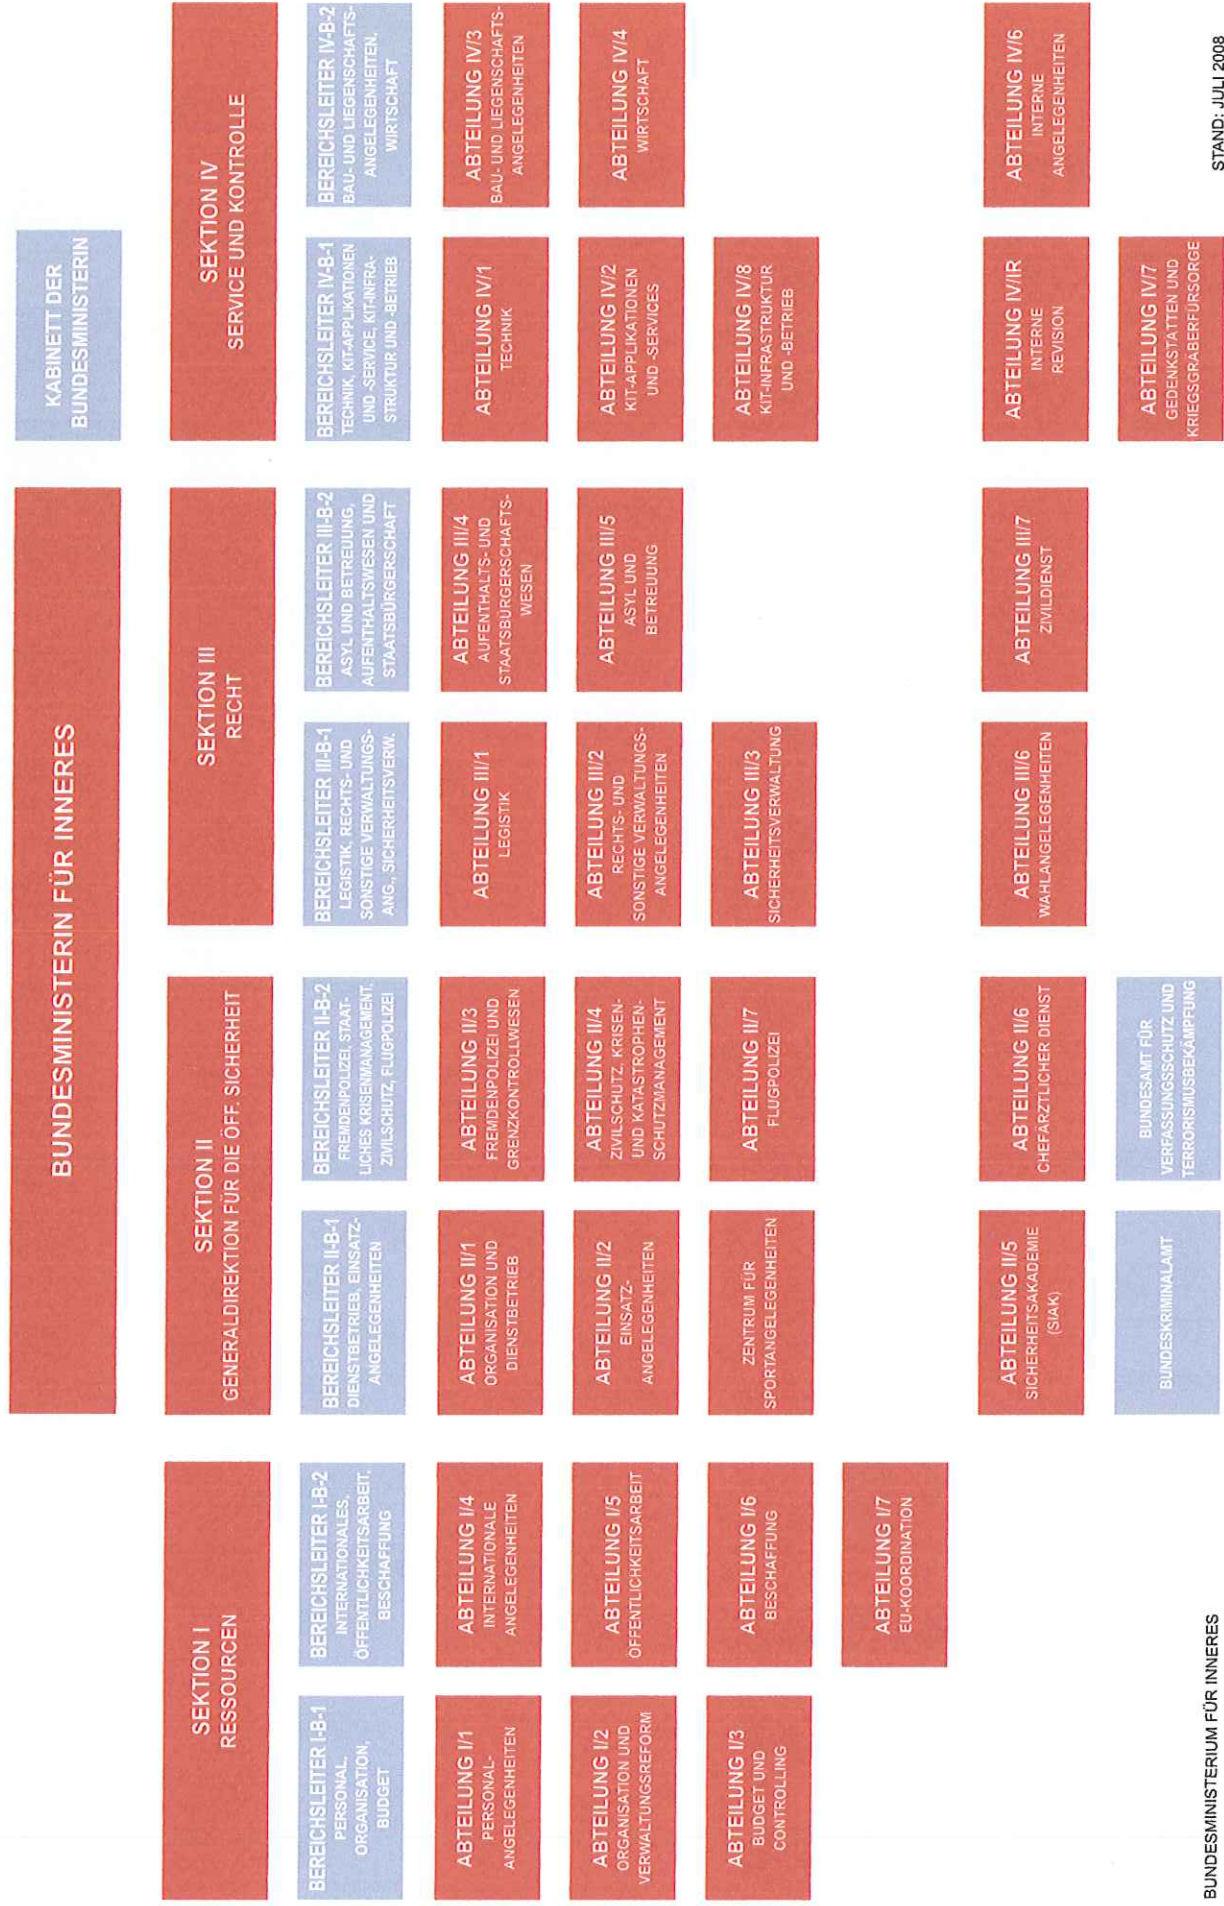 BUNDESMINISTERIN FÜR INNERES
KABINETT DER
BUNDESMINISTERIN
SEKTION I
RESSOURCEN
SEKTION II
GENERALDIREKTION FÜR DIE ÖFF. SICHERHEIT
SEKTION III
RECHT
SEKTION IV
SERVICE UND KONTROLLE
BEREICHSLEITER I-B-1
PERSONAL,
ORGANISATION,
BUDGET
BEREICHSLEITER I-B-2
INTERNATIONALES,
ÖFFENTLICHKEITSARBEIT,
BESCHAFFUNG
BEREICHSLEITER II-B-1
DIENSTBETRIEB, EINSATZ-
ANGELEGENHEITEN
BEREICHSLEITER II-B-2
FREMDENPOLIZEI, STAAT-
LICHES KRISENMANAGEMENT,
ZIVILSCHUTZ, FLUGPOLIZEI
BEREICHSLEITER III-B-1
LEGISTIK, RECHTS- UND
SONSTIGE VERWALTUNGS-
ANG., SICHERHEITSVERW.
BEREICHSLEITER III-B-2
ASYL UND BETREUUNG,
AUFENTHALTSWESEN UND
STAATSBÜRGERSCHAFT
BEREICHSLEITER IV-B-1
TECHNIK, KIT-APPLIKATIONEN
UND -SERVICE, KIT-INFRA-
STRUKTUR UND -BETRIEB
BEREICHSLEITER IV-B-2
BAU- UND LIEGENSCHAFTS-
ANGELEGENHEITEN,
WIRTSCHAFT
ABTEILUNG I/1
PERSONAL-
ANGELEGENHEITEN
ABTEILUNG I/4
INTERNATIONALE
ANGELEGENHEITEN
ABTEILUNG II/1
ORGANISATION UND
DIENSTBETRIEB
ABTEILUNG II/3
FREMDENPOLIZEI UND
GRENZKONTROLLWESEN
ABTEILUNG III/1
LEGISTIK
ABTEILUNG III/4
AUFENTHALTS- UND
STAATSBÜRGERSCHAFTS-
WESEN
ABTEILUNG IV/1
TECHNIK
ABTEILUNG IV/3
BAU- UND LIEGENSCHAFTS-
ANGELEGENHEITEN
ABTEILUNG I/2
ORGANISATION UND
VERWALTUNGSREFORM
ABTEILUNG I/5
ÖFFENTLICHKEITSARBEIT
ABTEILUNG II/2
EINSATZ-
ANGELEGENHEITEN
ABTEILUNG II/4
ZIVILSCHUTZ, KRISEN-
UND KATASTROPHEN-
SCHUTZMANAGEMENT
ABTEILUNG III/2
RECHTS- UND
SONSTIGE VERWALTUNGS-
ANGELEGENHEITEN
ABTEILUNG III/5
ASYL UND
BETREUUNG
ABTEILUNG IV/2
KIT-APPLIKATIONEN
UND -SERVICES
ABTEILUNG IV/4
WIRTSCHAFT
ABTEILUNG I/3
BUDGET UND
CONTROLLING
ABTEILUNG I/6
BESCHAFFUNG
ZENTRUM FÜR
SPORTANGELEGENHEITEN
ABTEILUNG II/7
FLUGPOLIZEI
ABTEILUNG III/3
SICHERHEITSVERWALTUNG
ABTEILUNG IV/8
KIT-INFRASTRUKTUR
UND -BETRIEB
ABTEILUNG I/7
EU-KOORDINATION
ABTEILUNG II/5
SICHERHEITSAKADEMIE
(SIAK)
ABTEILUNG II/6
CHEFÄRZTLICHER DIENST
ABTEILUNG III/6
WAHLANGELEGENHEITEN
ABTEILUNG III/7
ZIVILDIENST
ABTEILUNG IV/IR
INTERNE
REVISION
ABTEILUNG IV/6
INTERNE
ANGELEGENHEITEN
BUNDESKRIMINALAMT
BUNDESAMT FÜR
VERFASSUNGSSCHUTZ UND
TERRORISMUSBEKÄMPFUNG
ABTEILUNG IV/7
GEDENKSTÄTTEN UND
KRIEGSGRÄBERFÜRSORGE
BUNDESMINISTERIUM FÜR INNERES
STAND: JULI 2008